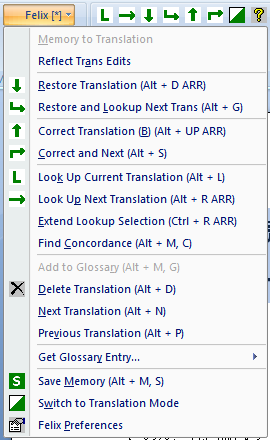 Felix [*]
L
?
Memory to Translation
Reflect Trans Edits
Restore Translation (Alt + D ARR)
Restore and Lookup Next Trans (Alt + G)
Correct Translation (B) (Alt + UP ARR)
Correct and Next (Alt + S)
L Look Up Current Translation (Alt + L)
Look Up Next Translation (Alt + R ARR)
Extend Lookup Selection (Ctrl + R ARR)
Find Concordance (Alt + M, C)
Add to Glossary (Alt + M, G)
Delete Translation (Alt + D)
Next Translation (Alt + N)
Previous Translation (Alt + P)
Get Glossary Entry...
S Save Memory (Alt + M, S)
Switch to Translation Mode
Felix Preferences